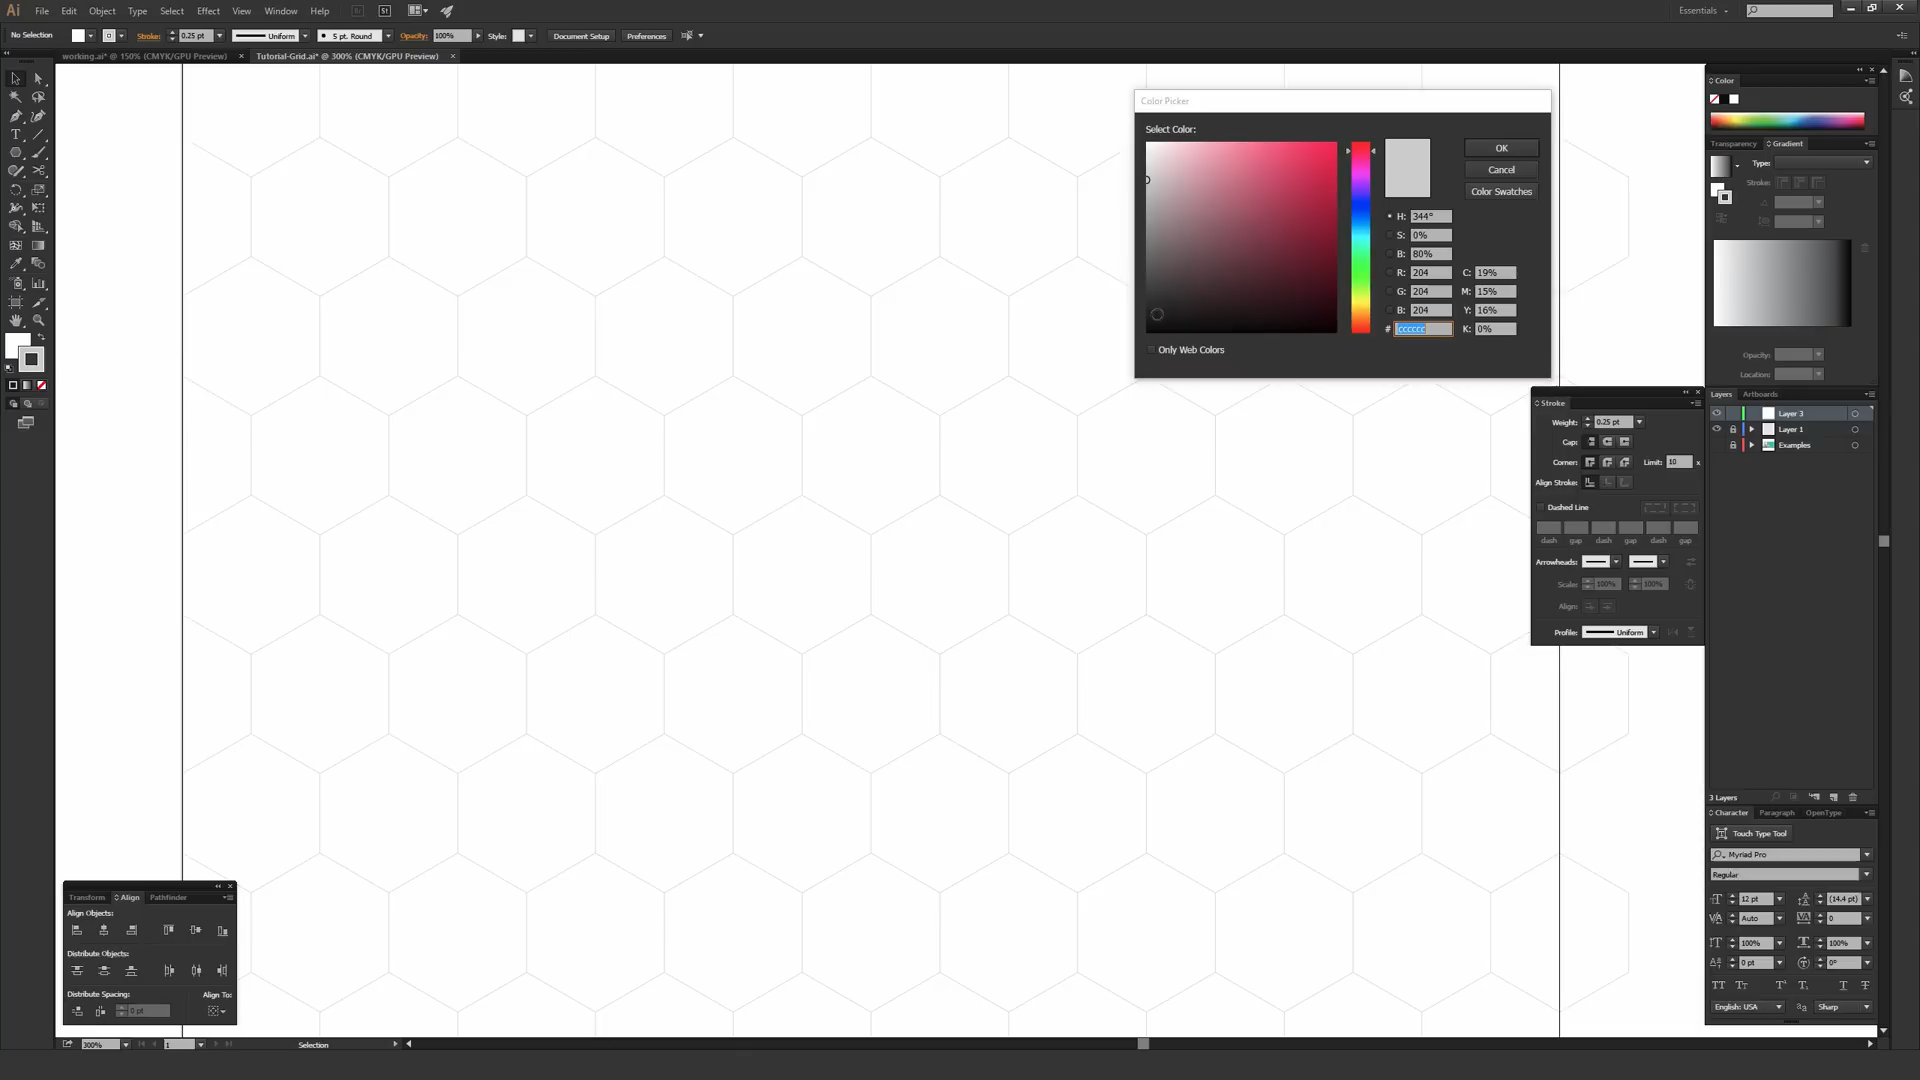 Ai File Edit Object Type Select Effect View Window Help Br St Essentials
No Selection Stroke: 0.25 pt Uniform 5 pt. Round Opacity: 100% Style: Document Setup Preferences
working.ai* @ 150% (CMYK/GPU Preview) × Tutorial-Grid.ai* @ 300% (CMYK/GPU Preview) ×
Color Picker
Select Color:
OK
Cancel
Color Swatches
H: 344°
S: 0%
B: 80%
R: 204 C: 19%
G: 204 M: 15%
B: 204 Y: 16%
# cccccc K: 0%
Only Web Colors
Color
Transparency Gradient
Type:
Stroke:
Opacity:
Location:
Stroke
Weight: 0.25 pt
Cap:
Corner: Limit: 10 x
Align Stroke:
Dashed Line
dash gap dash gap dash gap
Arrowheads:
Scale: 100% 100%
Align:
Profile: Uniform
Layers Artboards
Layer 3
Layer 1
Examples
3 Layers
Character Paragraph OpenType
Touch Type Tool
Myriad Pro
Regular
12 pt (14.4 pt)
Auto 0
100% 100%
0 pt 0°
English: USA Sharp
Transform Align Pathfinder
Align Objects:
Distribute Objects:
Distribute Spacing: Align To:
0 pt
300% 1 Selection